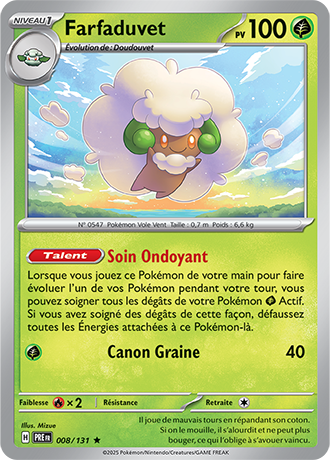 NIVEAU 1
Farfaduvet
PV 100
Évolution de : Doudouvet
N° 0547 Pokémon Vole Vent Taille : 0,7 m Poids : 6,6 kg
Talent Soin Ondoyant
Lorsque vous jouez ce Pokémon de votre main pour faire
évoluer l'un de vos Pokémon pendant votre tour, vous
pouvez soigner tous les dégâts de votre Pokémon Actif.
Si vous avez soigné des dégâts de cette façon, défaussez
toutes les Énergies attachées à ce Pokémon-là.
Canon Graine 40
Faiblesse ×2 Résistance Retraite
Illus. Mizue
H PRE FR 008/131 ★
Il joue de mauvais tours en répandant son coton.
Si on le mouille, il s'alourdit et ne peut plus
bouger, ce qui l'oblige à s'avouer vaincu.
©2025 Pokémon/Nintendo/Creatures/GAME FREAK